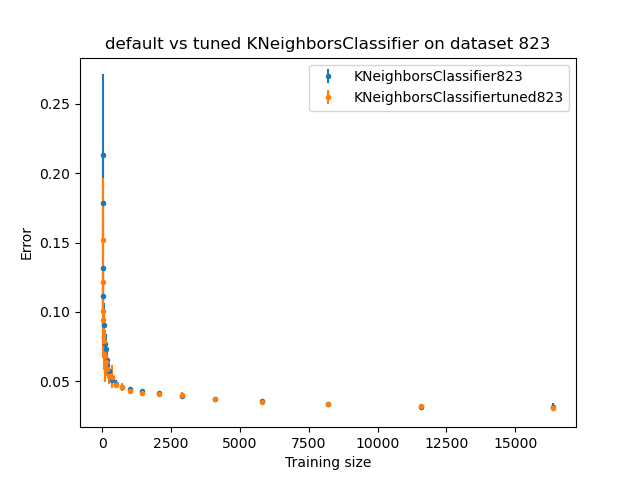 default vs tuned KNeighborsClassifier on dataset 823
KNeighborsClassifier823
KNeighborsClassifiertuned823
0.25
0.20
0.15
0.10
0.05
Error
0 2500 5000 7500 10000 12500 15000
Training size